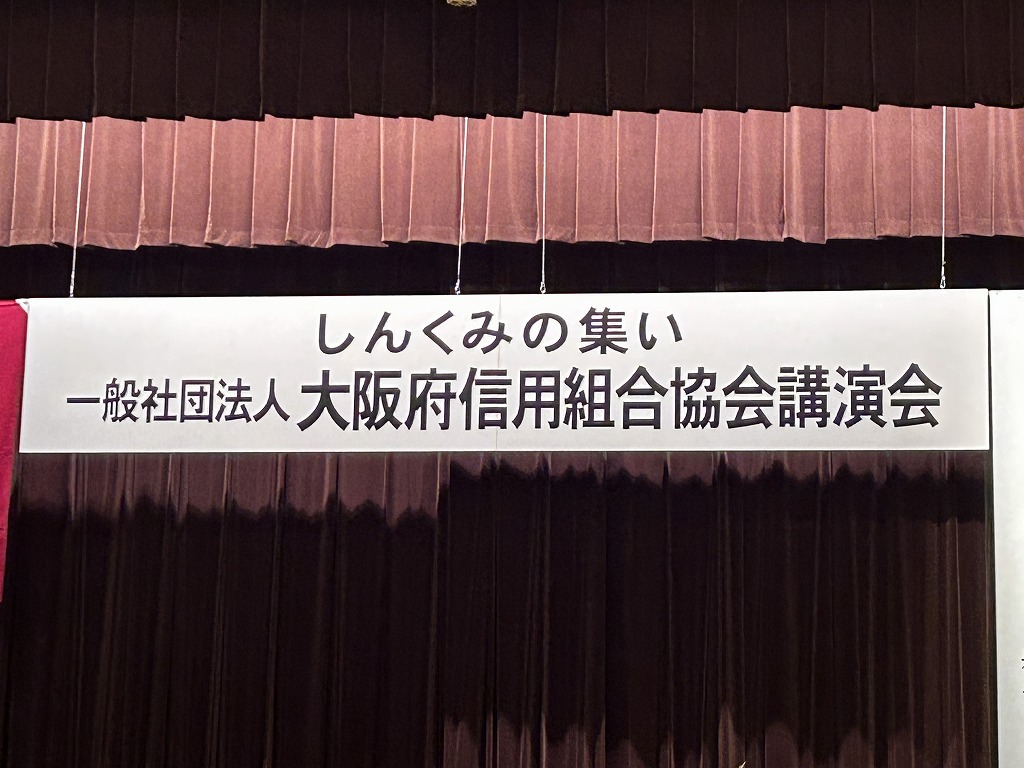 しんくみの集い
一般社団法人 大阪府信用組合協会講演会